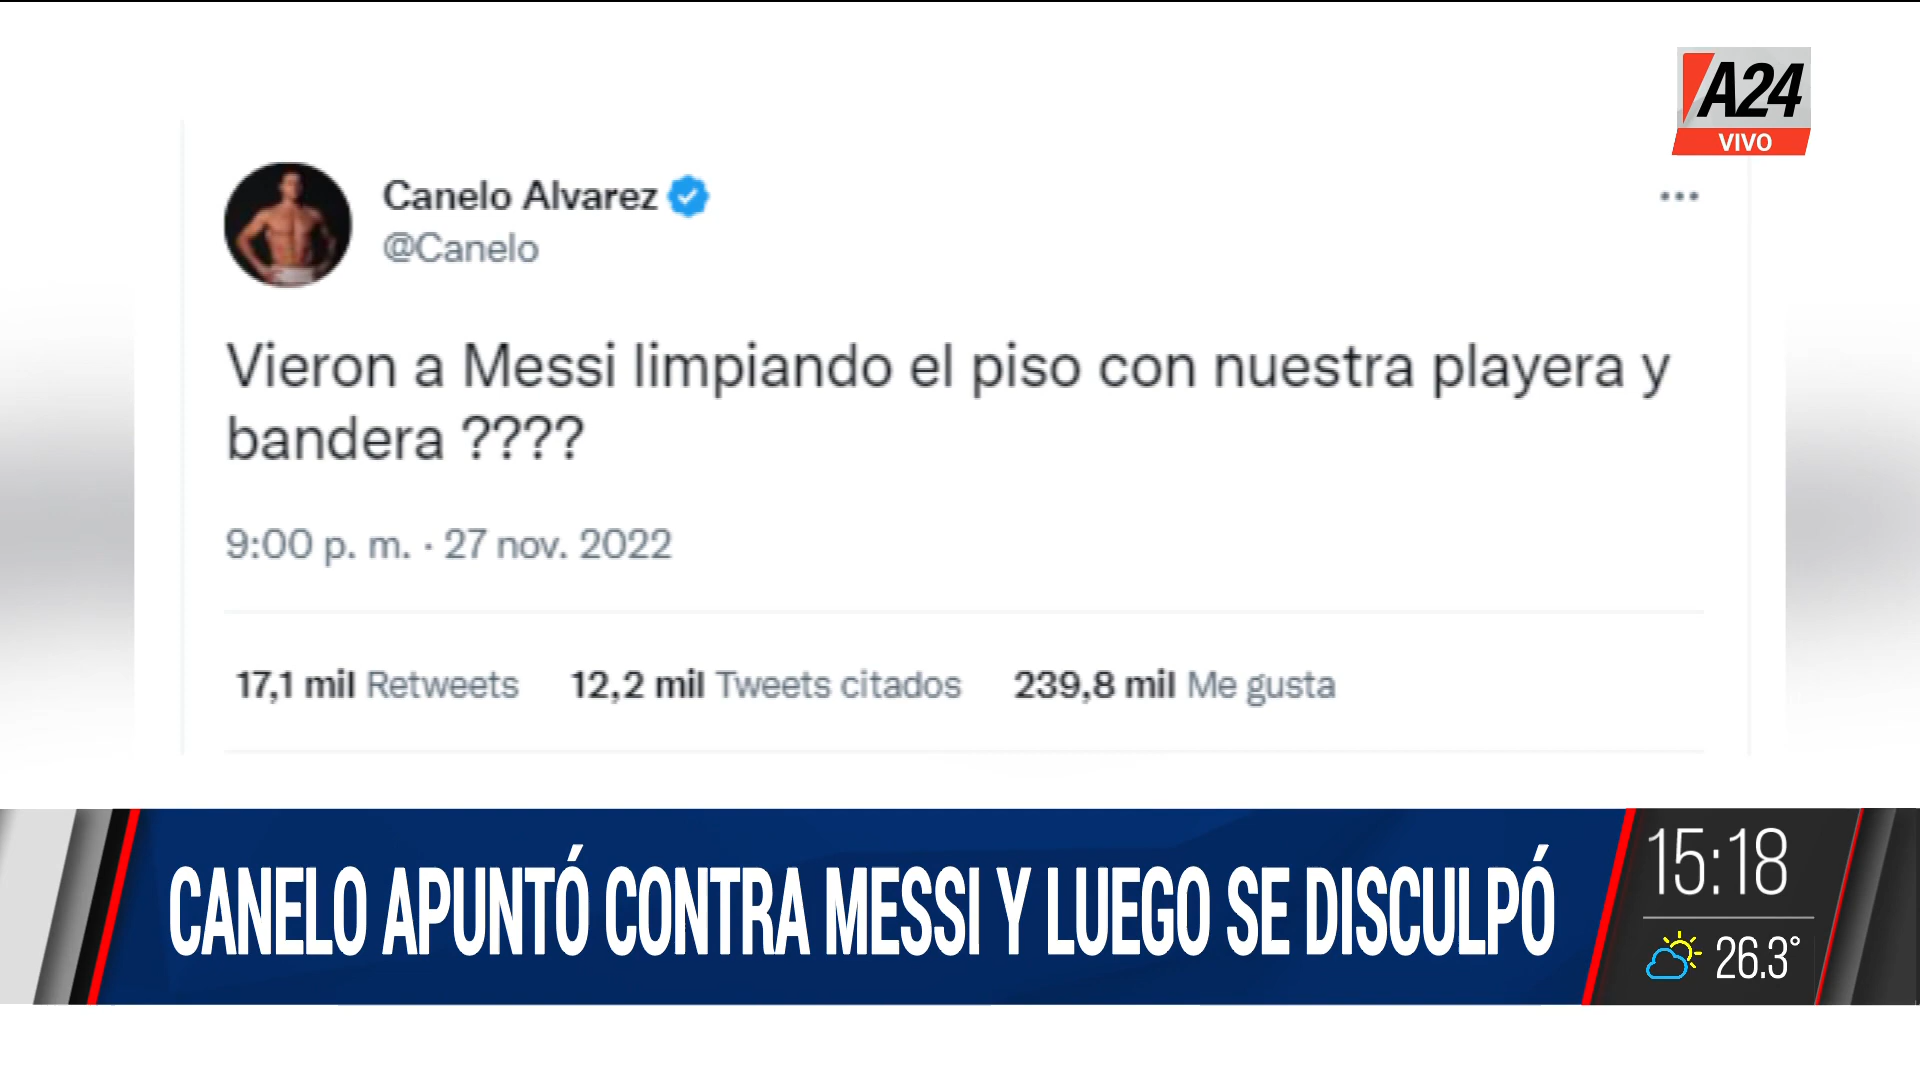 A24
VIVO
Canelo Alvarez
@Canelo
Vieron a Messi limpiando el piso con nuestra playera y
bandera ????
9:00 p. m. · 27 nov. 2022
17,1 mil Retweets 12,2 mil Tweets citados 239,8 mil Me gusta
CANELO APUNTÓ CONTRA MESSI Y LUEGO SE DISCULPÓ
15:18
26.3°